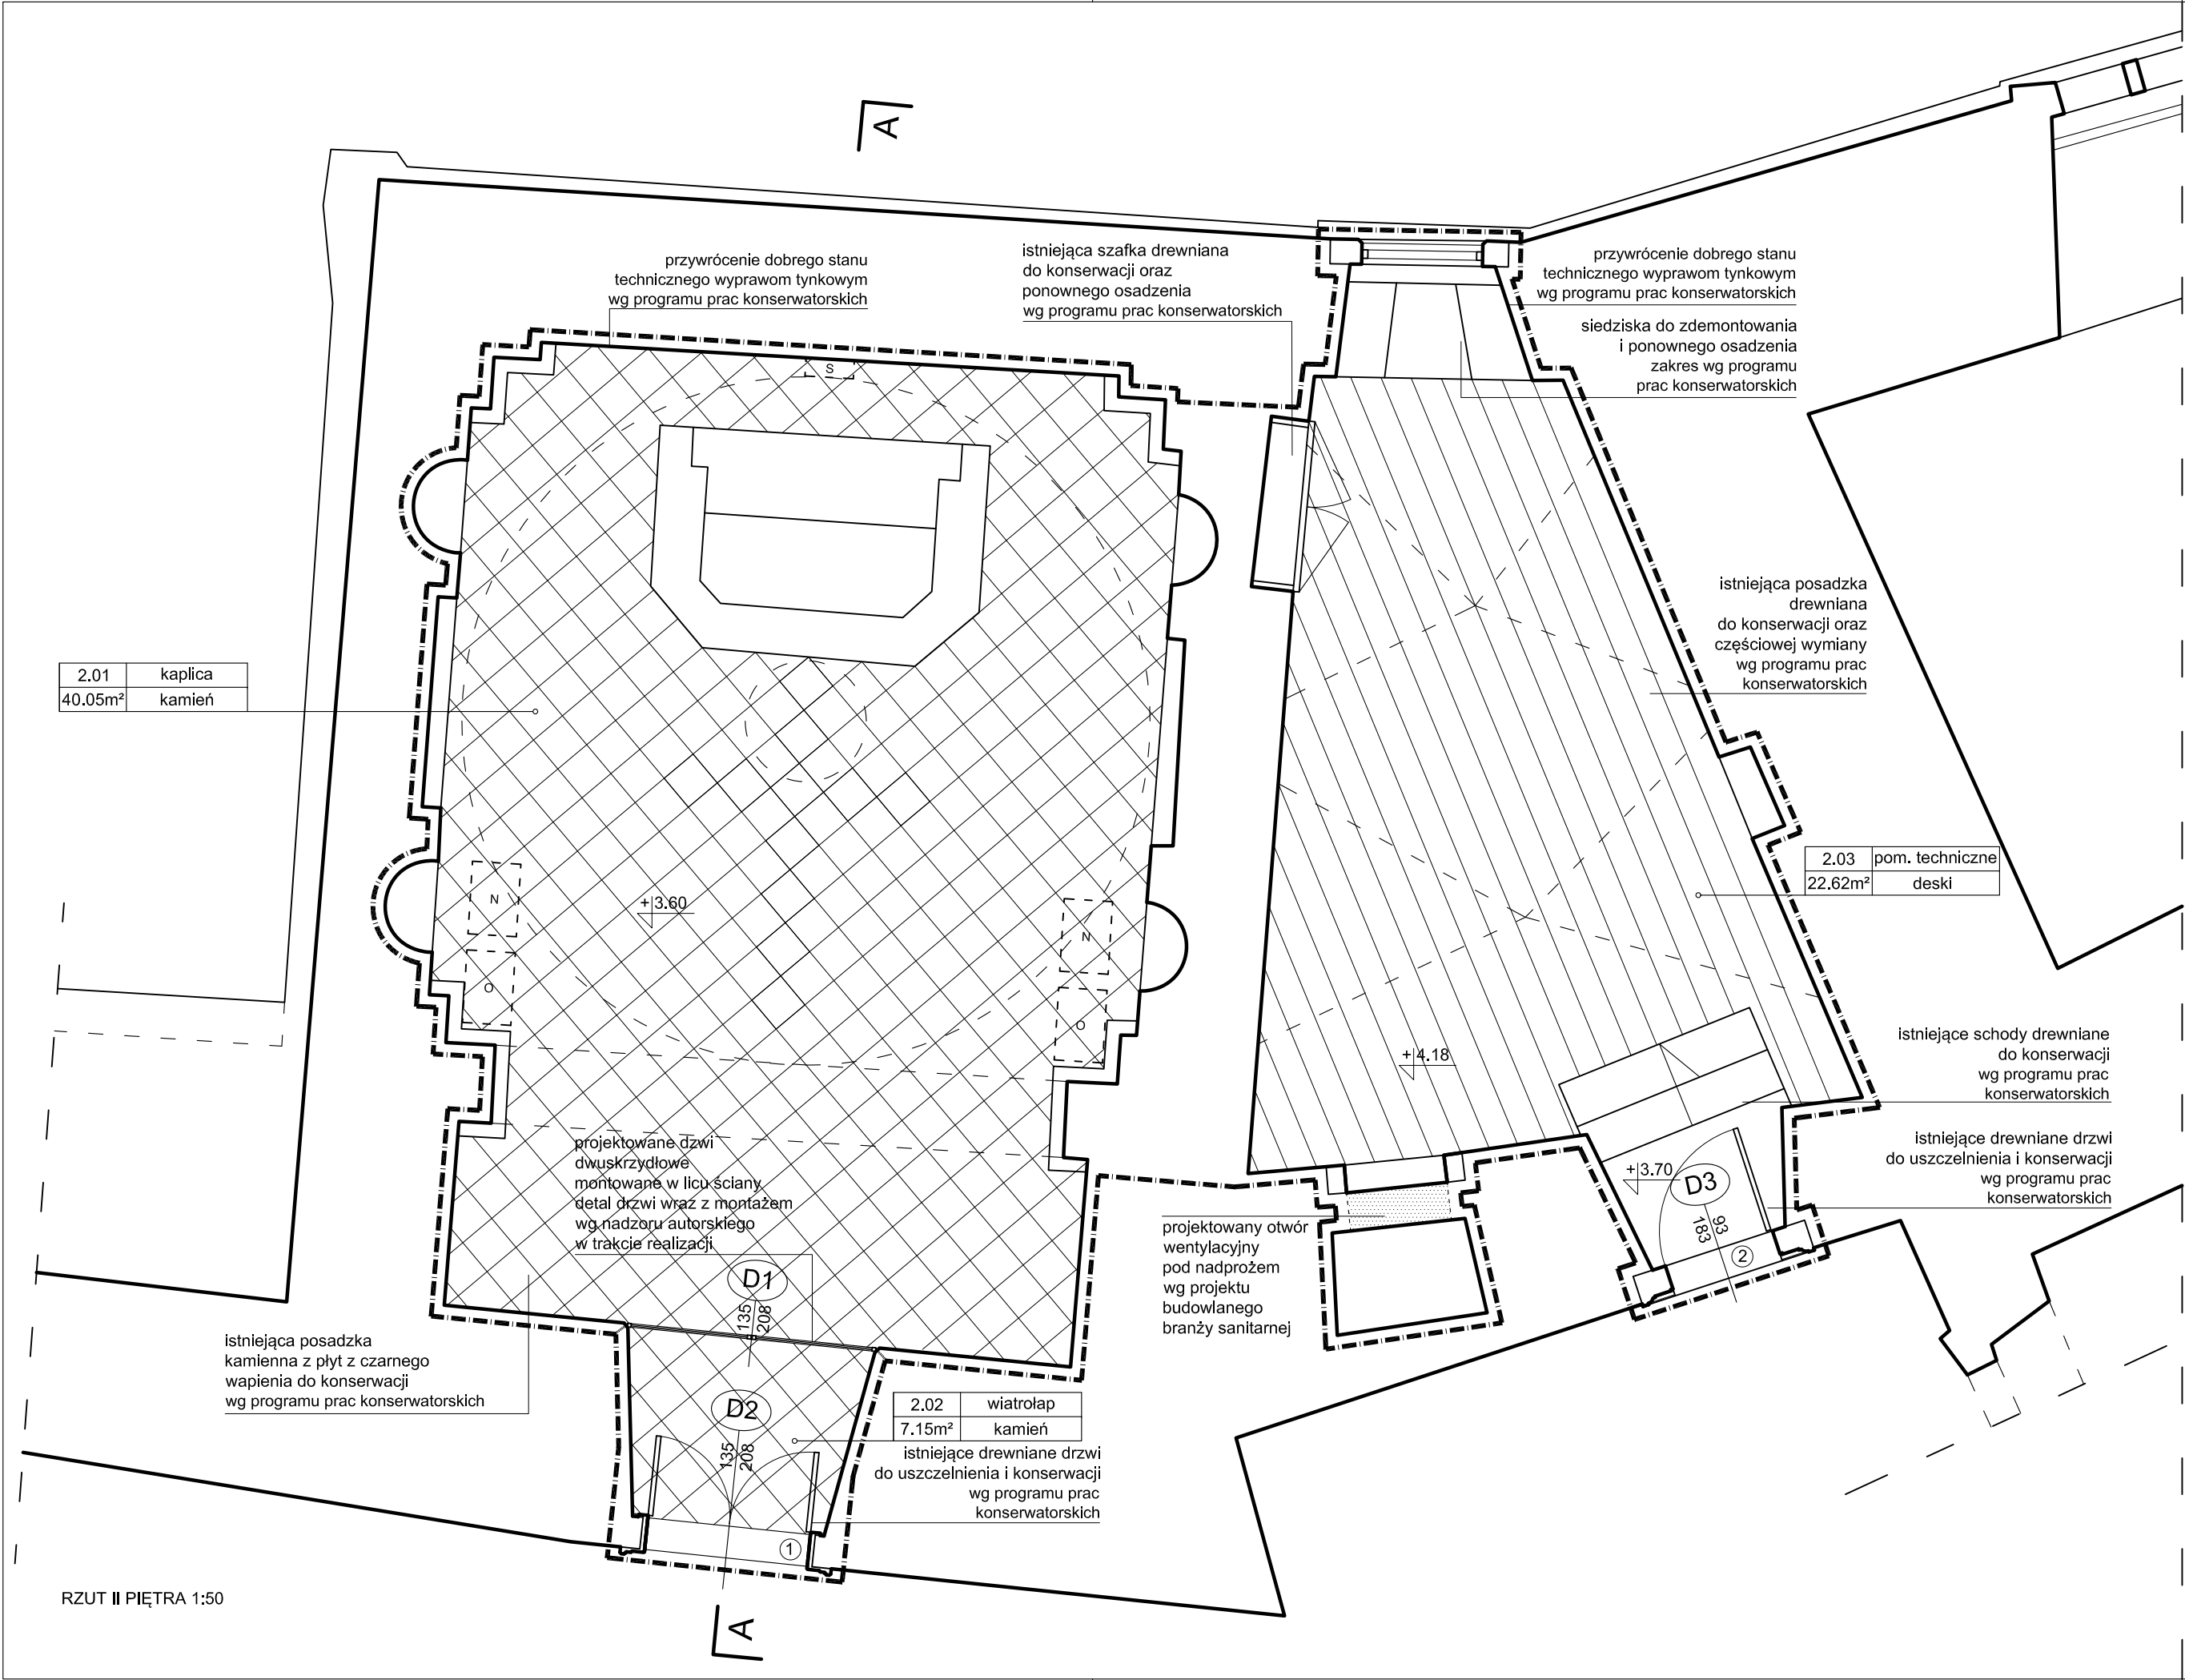 A
przywrócenie dobrego stanu
technicznego wyprawom tynkowym
wg programu prac konserwatorskich
istniejąca szafka drewniana
do konserwacji oraz
ponownego osadzenia
wg programu prac konserwatorskich
przywrócenie dobrego stanu
technicznego wyprawom tynkowym
wg programu prac konserwatorskich
siedziska do zdemontowania
i ponownego osadzenia
zakres wg programu
prac konserwatorskich
S
istniejąca posadzka
drewniana
do konserwacji oraz
częściowej wymiany
wg programu prac
konserwatorskich
2.01 kaplica
40.05m² kamień
2.03 pom. techniczne
22.62m² deski
N
O
+3.60
N
O
+4.18
istniejące schody drewniane
do konserwacji
wg programu prac
konserwatorskich
istniejące drewniane drzwi
do uszczelnienia i konserwacji
wg programu prac
konserwatorskich
+3.70
D3
93
183
2
projektowane dzwi
dwuskrzydłowe
montowane w licu ściany
detal drzwi wraz z montażem
wg nadzoru autorskiego
w trakcie realizacji
projektowany otwór
wentylacyjny
pod nadprożem
wg projektu
budowlanego
branży sanitarnej
D1
135
208
istniejąca posadzka
kamienna z płyt z czarnego
wapienia do konserwacji
wg programu prac konserwatorskich
D2
135
208
2.02 wiatrołap
7.15m² kamień
istniejące drewniane drzwi
do uszczelnienia i konserwacji
wg programu prac
konserwatorskich
1
RZUT II PIĘTRA 1:50
A